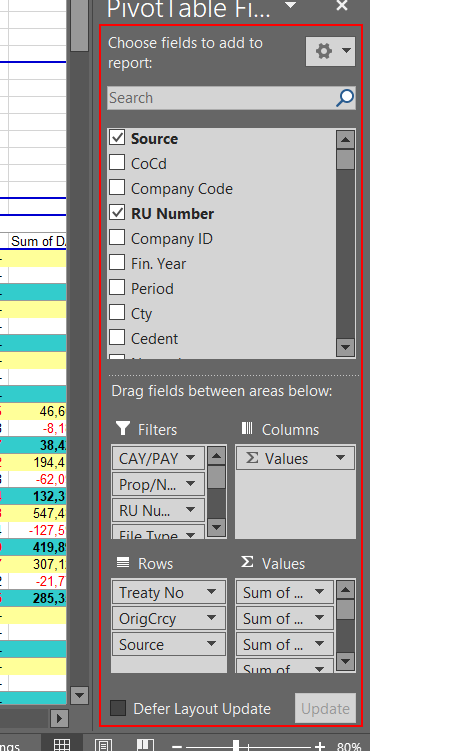 PivotTable Fi...
Choose fields to add to
report:
Search
Source
CoCd
Company Code
RU Number
Company ID
Fin. Year
Period
Cty
Cedent
Drag fields between areas below:
Filters
Columns
CAY/PAY
Σ Values
Prop/N...
RU Nu...
File Type
Rows
Σ Values
Treaty No
Sum of ...
OrigCrcy
Sum of ...
Source
Sum of ...
Sum of
Defer Layout Update
Update
Sum of D
46,6
-8,1
38,4
194,4
-62,0
132,3
547,4
-127,5
419,8
307,1
-21,7
285,3
ngs
80%